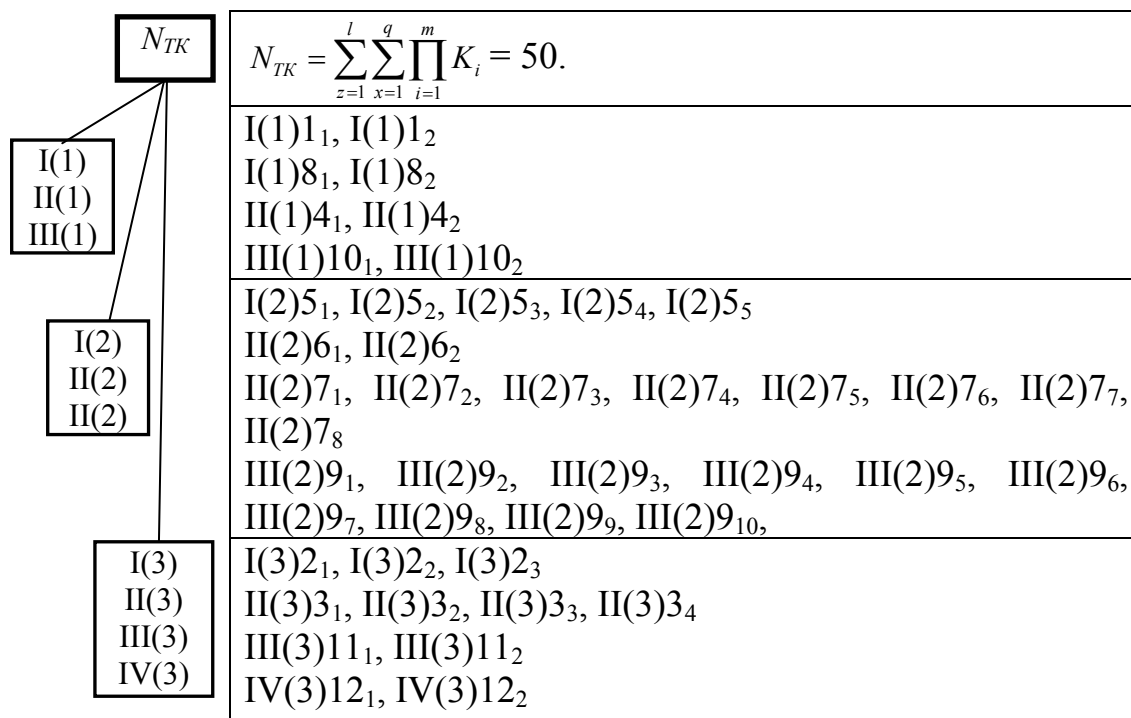 N_{ТК}
N_{ТК} = \sum_{z=1}^{l} \sum_{x=1}^{q} \prod_{i=1}^{m} K_i = 50.
I(1)
II(1)
III(1)
I(1)1₁, I(1)1₂
I(1)8₁, I(1)8₂
II(1)4₁, II(1)4₂
III(1)10₁, III(1)10₂
I(2)
II(2)
II(2)
I(2)5₁, I(2)5₂, I(2)5₃, I(2)5₄, I(2)5₅
II(2)6₁, II(2)6₂
II(2)7₁, II(2)7₂, II(2)7₃, II(2)7₄, II(2)7₅, II(2)7₆, II(2)7₇,
II(2)7₈
III(2)9₁, III(2)9₂, III(2)9₃, III(2)9₄, III(2)9₅, III(2)9₆,
III(2)9₇, III(2)9₈, III(2)9₉, III(2)9₁₀,
I(3)
II(3)
III(3)
IV(3)
I(3)2₁, I(3)2₂, I(3)2₃
II(3)3₁, II(3)3₂, II(3)3₃, II(3)3₄
III(3)11₁, III(3)11₂
IV(3)12₁, IV(3)12₂